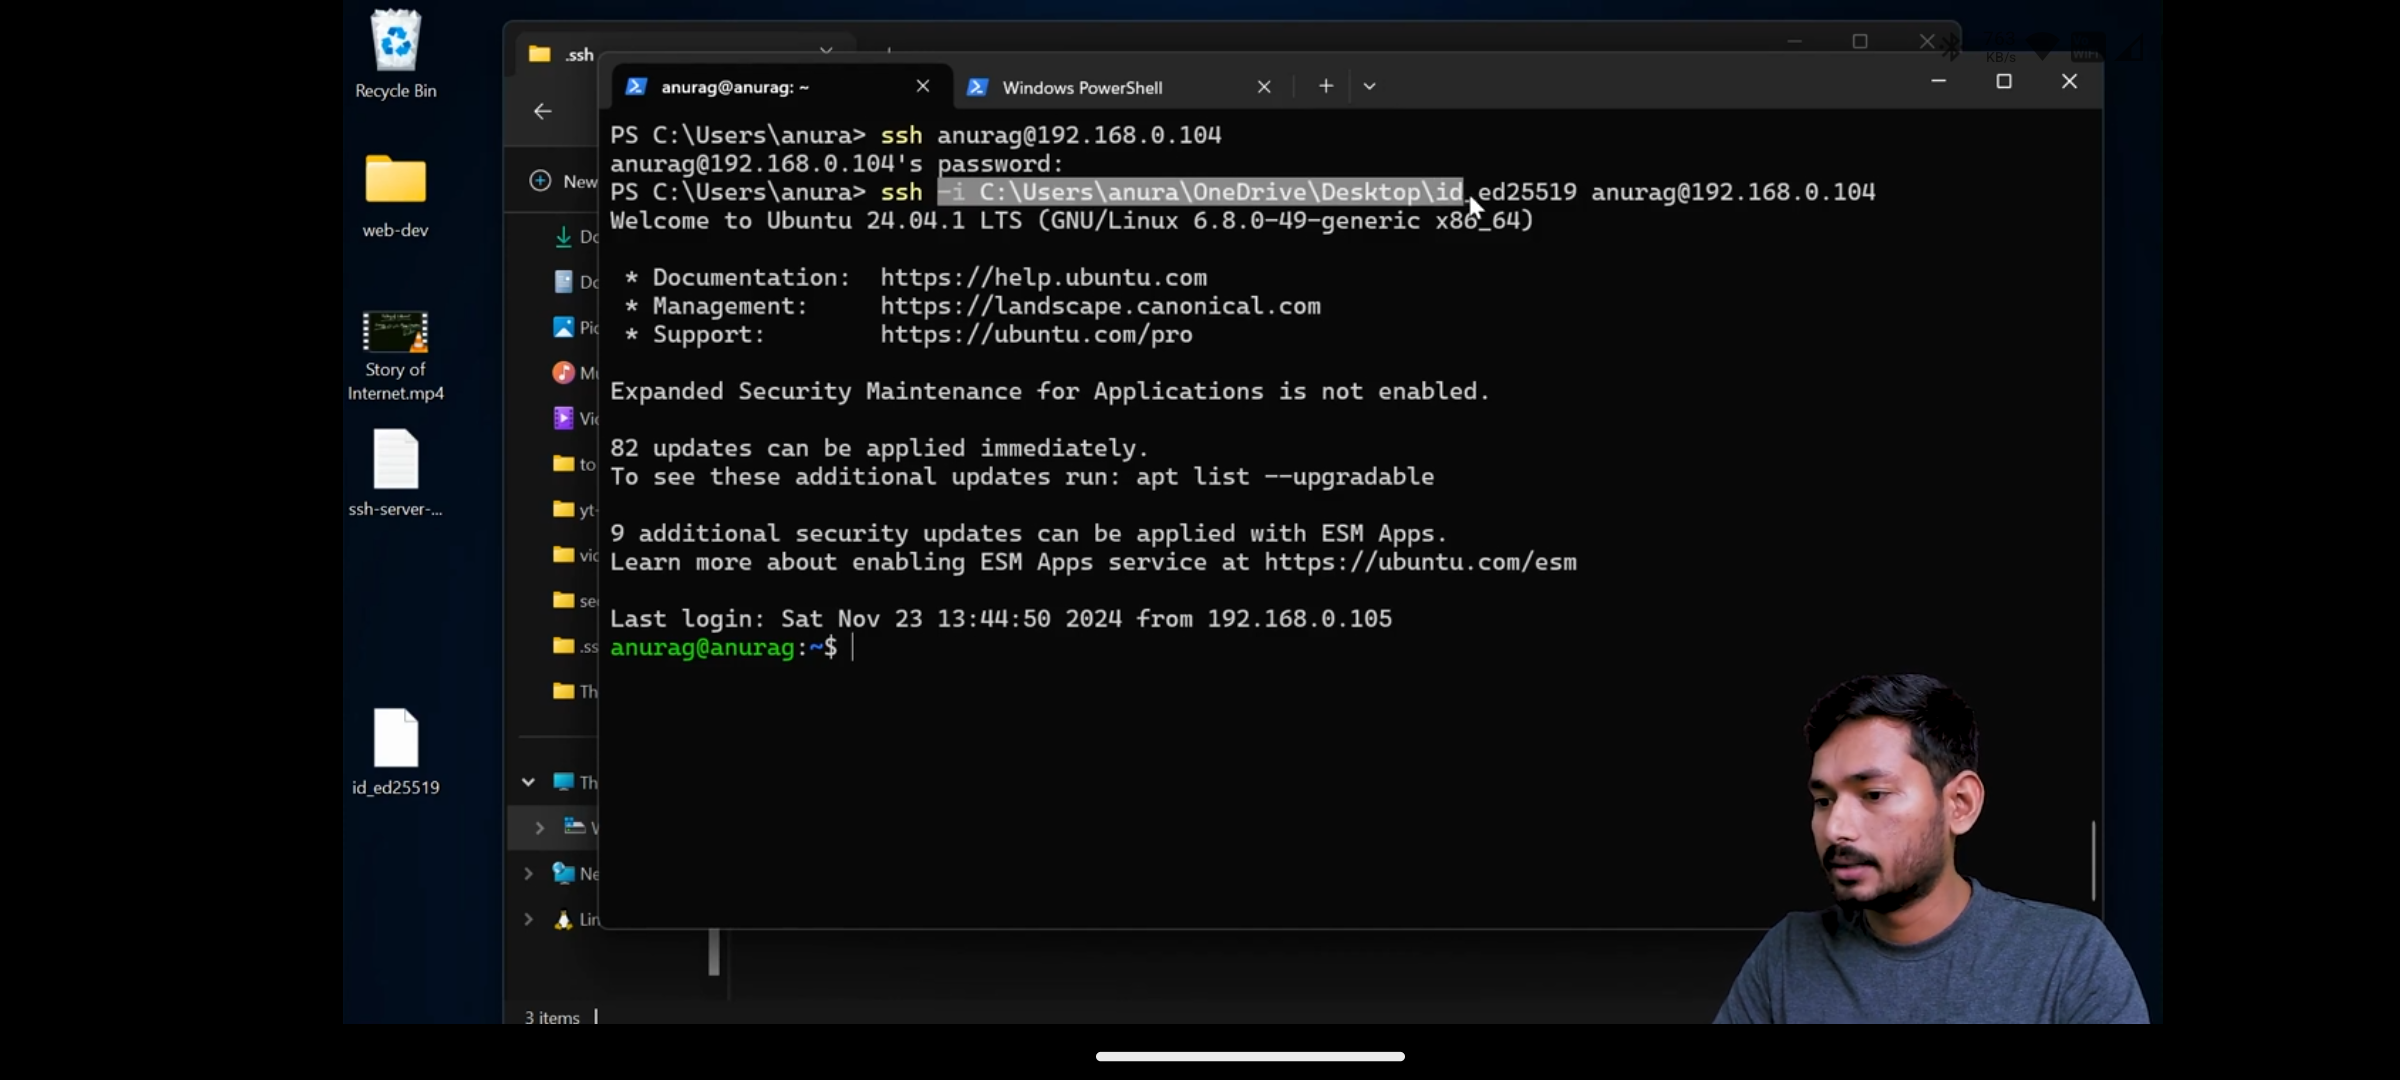 Recycle Bin
web-dev
Story of
Internet.mp4
ssh-server-...
id_ed25519
.ssh
KB/s
New
Do
Do
Pic
Mu
Vic
to
yt-
vic
se
.ss
Th
Th
Ne
Lin
3 items
anurag@anurag: ~
Windows PowerShell
PS C:\Users\anura> ssh anurag@192.168.0.104
anurag@192.168.0.104's password:
PS C:\Users\anura> ssh -i C:\Users\anura\OneDrive\Desktop\id_ed25519 anurag@192.168.0.104
Welcome to Ubuntu 24.04.1 LTS (GNU/Linux 6.8.0-49-generic x86_64)
* Documentation: https://help.ubuntu.com
* Management: https://landscape.canonical.com
* Support: https://ubuntu.com/pro
Expanded Security Maintenance for Applications is not enabled.
82 updates can be applied immediately.
To see these additional updates run: apt list --upgradable
9 additional security updates can be applied with ESM Apps.
Learn more about enabling ESM Apps service at https://ubuntu.com/esm
Last login: Sat Nov 23 13:44:50 2024 from 192.168.0.105
anurag@anurag:~$